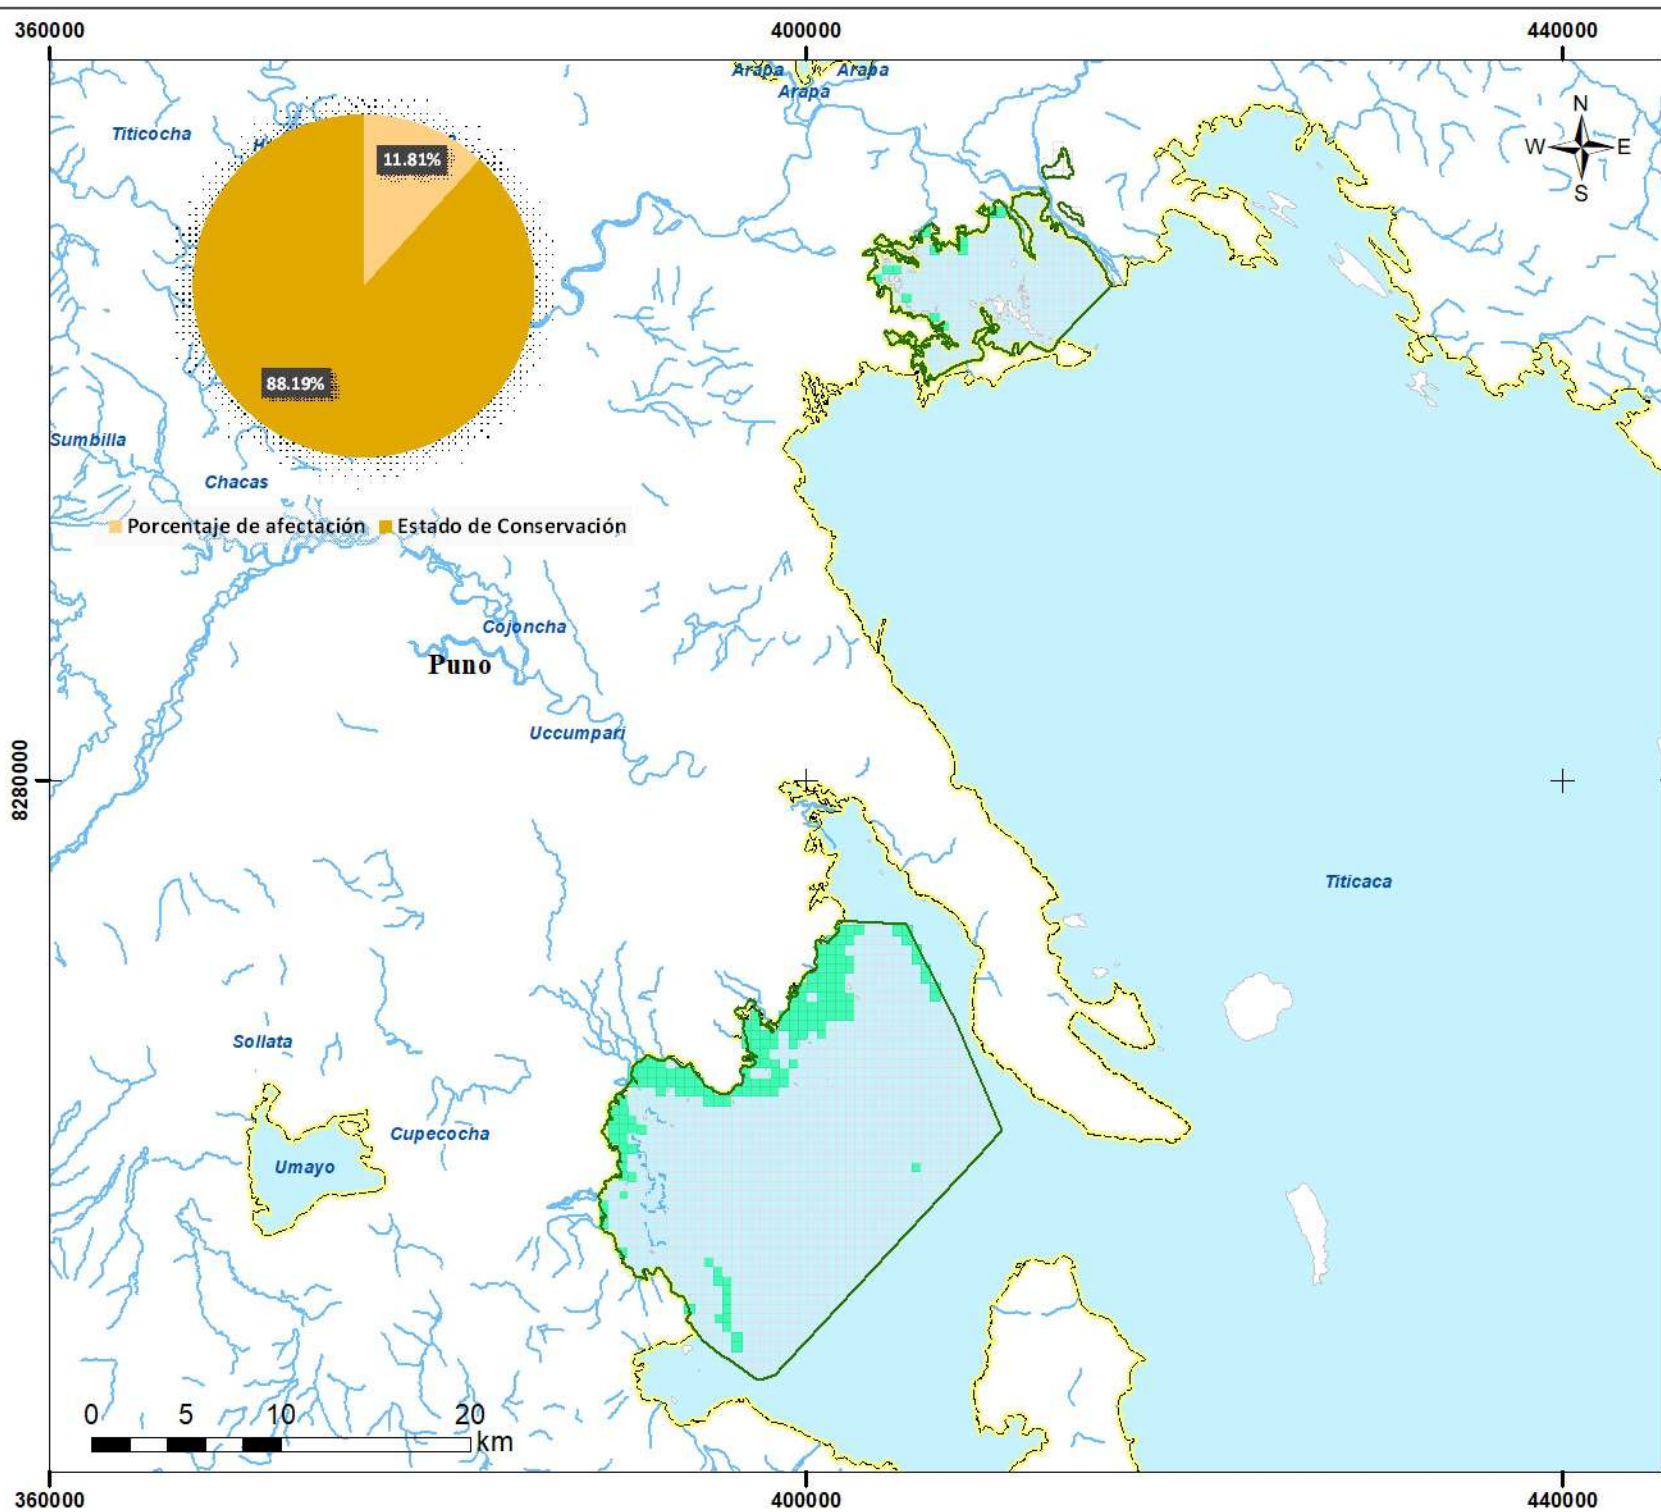 360000 400000 440000
Arapa Arapa
Arapa
N
W E
S
Titicocha
11.81%
88.19%
Sumbilla
Chacas
Porcentaje de afectación Estado de Conservación
Cojoncha
Puno
Uccumpari
8280000
Titicaca
Sollata
Cupecocha
Umayo
0 5 10 20
km
360000 400000 440000